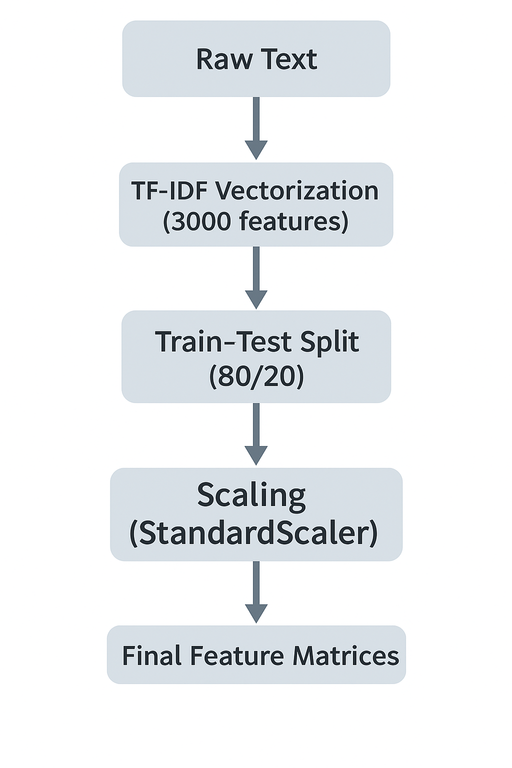 Raw Text
TF-IDF Vectorization
(3000 features)
Train-Test Split
(80/20)
Scaling
(StandardScaler)
Final Feature Matrices